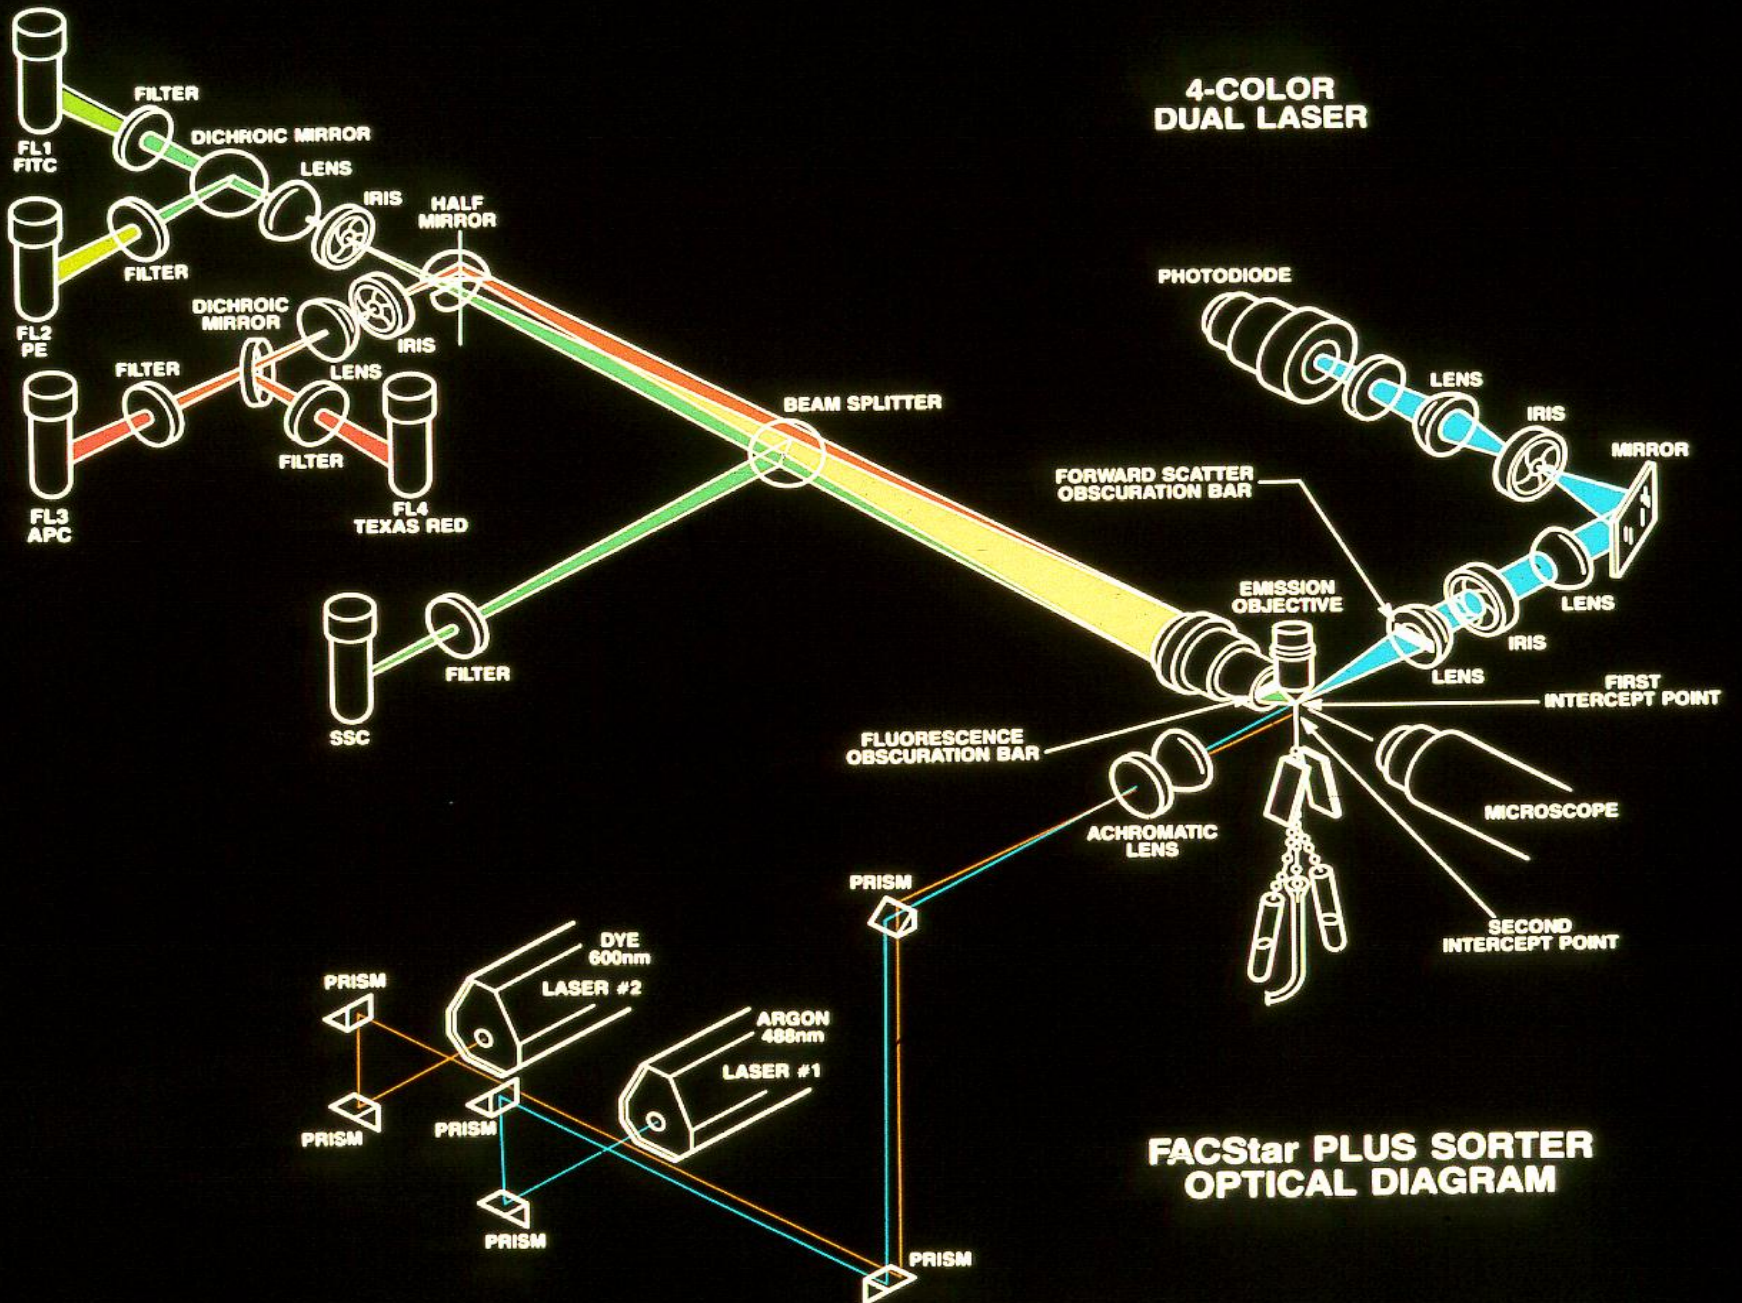 4-COLOR
DUAL LASER
FILTER
DICHROIC MIRROR
FL1
FITC
LENS
IRIS
HALF
MIRROR
FILTER
FL2
PE
DICHROIC
MIRROR
IRIS
FILTER
LENS
FILTER
FL3
APC
FL4
TEXAS RED
BEAM SPLITTER
PHOTODIODE
LENS
IRIS
MIRROR
FORWARD SCATTER
OBSCURATION BAR
EMISSION
OBJECTIVE
LENS
IRIS
LENS
FIRST
INTERCEPT POINT
FILTER
SSC
FLUORESCENCE
OBSCURATION BAR
MICROSCOPE
ACHROMATIC
LENS
PRISM
SECOND
INTERCEPT POINT
DYE
600nm
LASER #2
PRISM
ARGON
488nm
LASER #1
PRISM
PRISM
PRISM
PRISM
FACStar PLUS SORTER
OPTICAL DIAGRAM